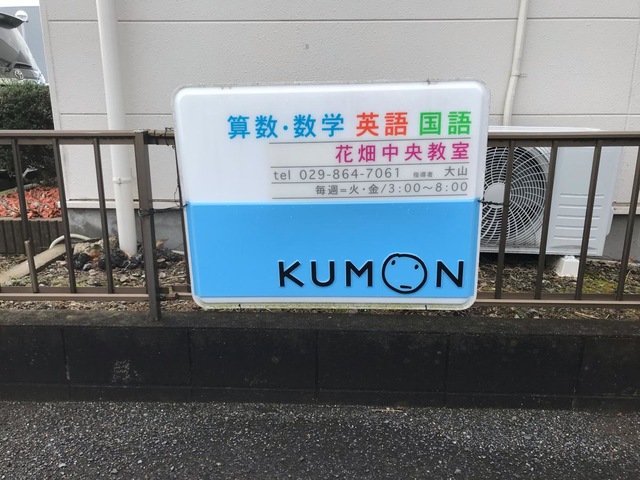 算数・数学 英語 国語
花畑中央教室
tel 029-864-7061 指導者 大山
毎週=火・金/3:00～8:00
KUMON